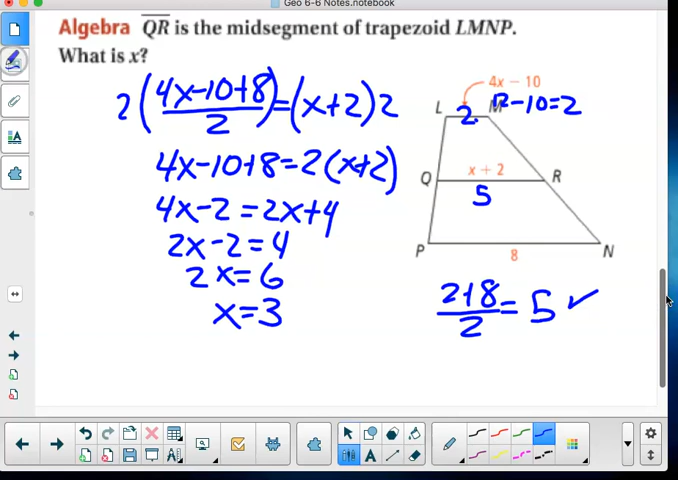 Geo 6-6 Notes.notebook
Algebra QR is the midsegment of trapezoid LMNP.
What is x?
2(4x-10+8/2)=(x+2)2
4x-10+8=2(x+2)
4x-2=2x+4
2x-2=4
2x=6
x=3
4x − 10
L 2 M 12-10=2
x + 2
Q R
5
P N
8
2+8/2=5 ✓
A